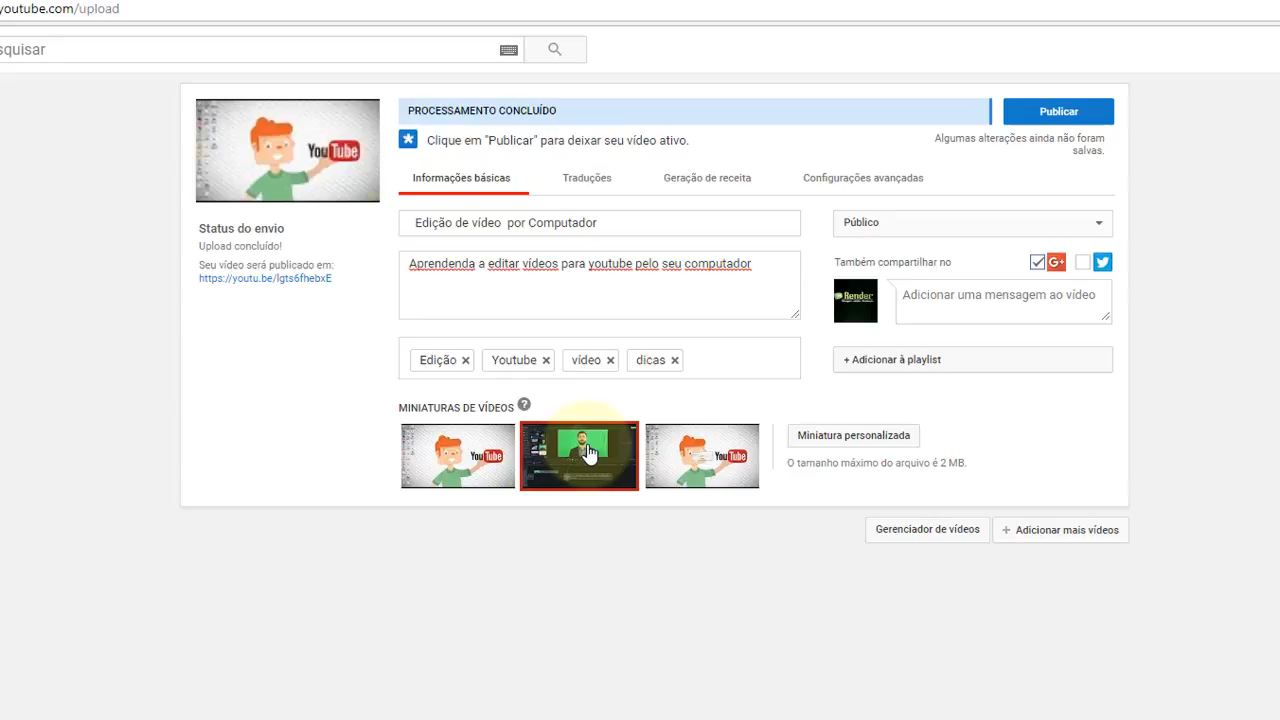 youtube.com/upload
squisar
PROCESSAMENTO CONCLUÍDO
Publicar
Clique em "Publicar" para deixar seu vídeo ativo.
Algumas alterações ainda não foram
salvas.
YouTube
Informações básicas
Traduções
Geração de receita
Configurações avançadas
Status do envio
Upload concluído!
Seu vídeo será publicado em:
https://youtu.be/lgts6fhebxE
Edição de vídeo  por Computador
Aprendenda a editar vídeos para youtube pelo seu computador
Edição
Youtube
vídeo
dicas
Público
Também compartilhar no
G+
Render
Adicionar uma mensagem ao vídeo
+ Adicionar à playlist
MINIATURAS DE VÍDEOS ?
YouTube
YouTube
Miniatura personalizada
O tamanho máximo do arquivo é 2 MB.
Gerenciador de vídeos
+ Adicionar mais vídeos